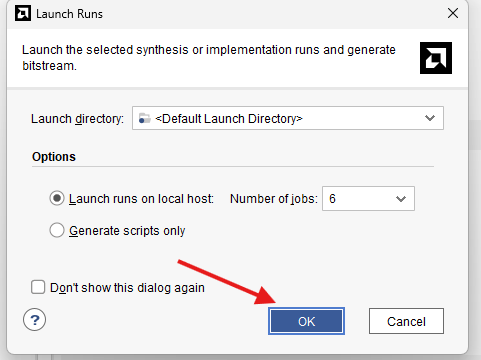 Launch Runs
Launch the selected synthesis or implementation runs and generate
bitstream.
Launch directory: <Default Launch Directory>
Options
Launch runs on local host: Number of jobs: 6
Generate scripts only
Don't show this dialog again
? OK Cancel